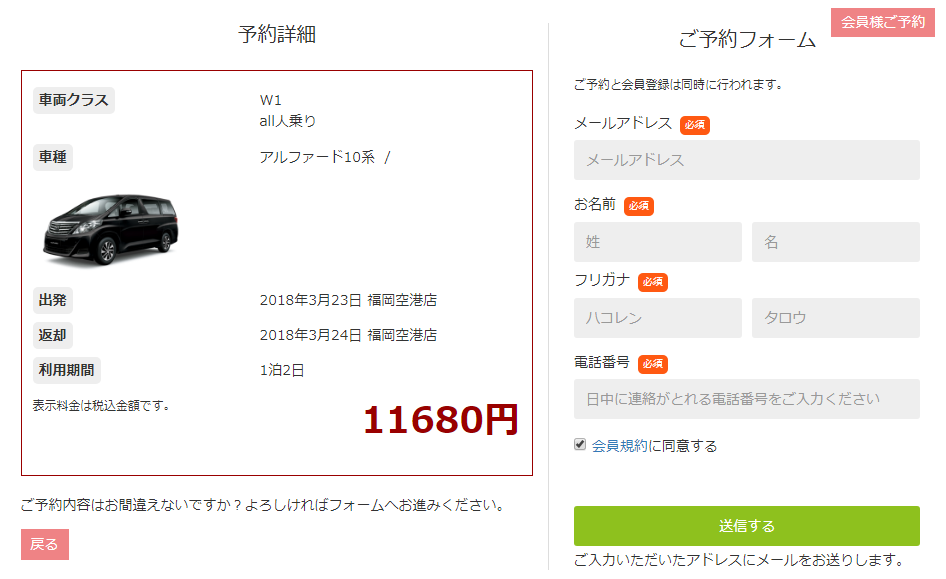 予約詳細
車両クラス
W1
all人乗り
車種
アルファード10系 /
出発
2018年3月23日 福岡空港店
返却
2018年3月24日 福岡空港店
利用期間
1泊2日
表示料金は税込金額です。
11680円
ご予約内容はお間違えないですか？よろしければフォームへお進みください。
戻る
会員様ご予約
ご予約フォーム
ご予約と会員登録は同時に行われます。
メールアドレス 必須
メールアドレス
お名前 必須
姓 名
フリガナ 必須
ハコレン タロウ
電話番号 必須
日中に連絡がとれる電話番号をご入力ください
会員規約に同意する
送信する
ご入力いただいたアドレスにメールをお送りします。